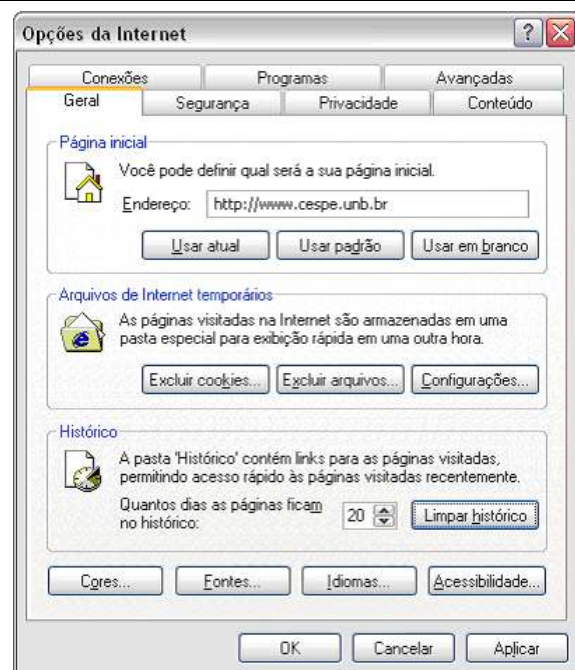 Opções da Internet
Conexões Programas Avançadas
Geral Segurança Privacidade Conteúdo
Página inicial
Você pode definir qual será a sua página inicial.
Endereço: http://www.cespe.unb.br
Usar atual Usar padrão Usar em branco
Arquivos de Internet temporários
As páginas visitadas na Internet são armazenadas em uma
pasta especial para exibição rápida em uma outra hora.
Excluir cookies... Excluir arquivos... Configurações...
Histórico
A pasta 'Histórico' contém links para as páginas visitadas,
permitindo acesso rápido às páginas visitadas recentemente.
Quantos dias as páginas ficam
no histórico: 20 Limpar histórico
Cores... Fontes... Idiomas... Acessibilidade...
OK Cancelar Aplicar